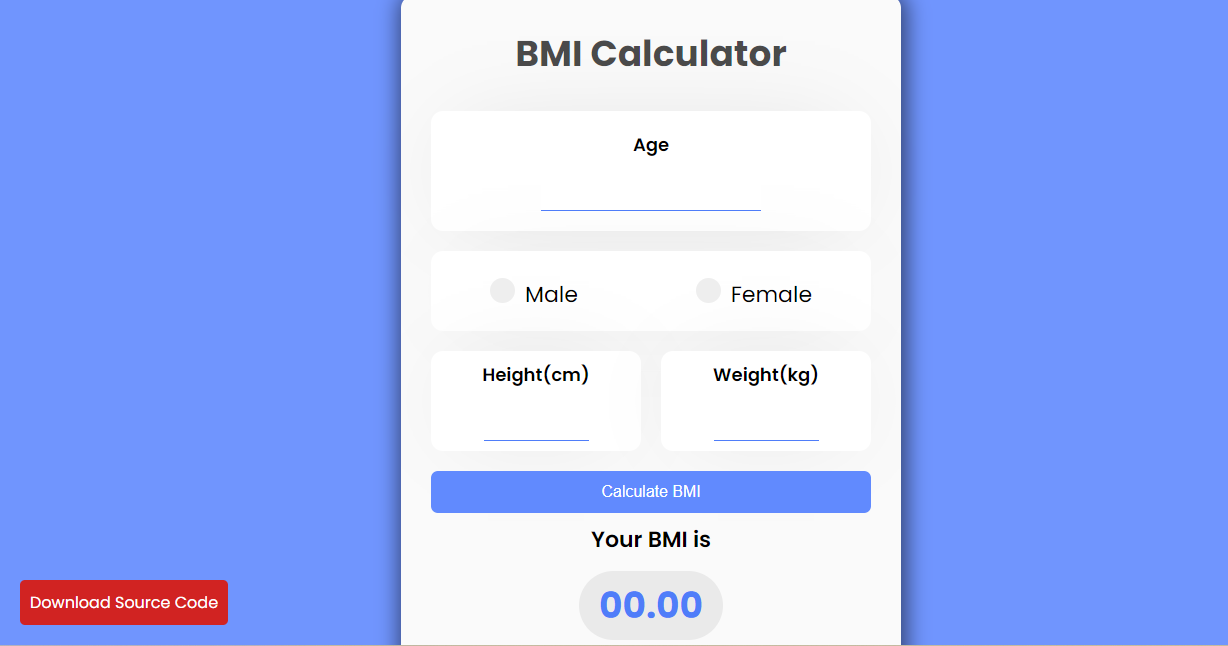 BMI Calculator
Age
Male Female
Height(cm) Weight(kg)
Calculate BMI
Your BMI is
00.00
Download Source Code